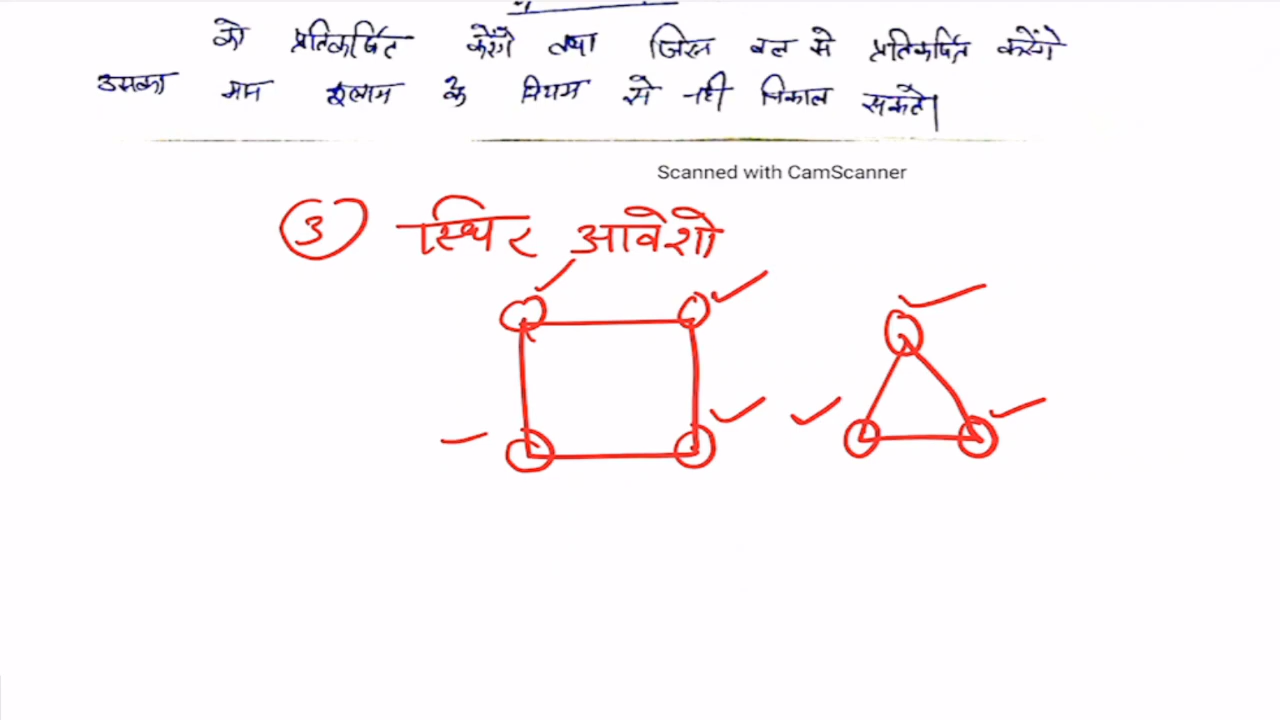 को प्रतिकर्षित करेंगे तथा जिस बल से प्रतिकर्षित करेंगे
उसका मान कूलाम के नियम से नही निकाल सकते।
Scanned with CamScanner
3 स्थिर आवेशो